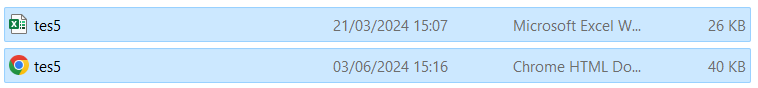 tes5 21/03/2024 15:07 Microsoft Excel W... 26 KB
tes5 03/06/2024 15:16 Chrome HTML Do... 40 KB